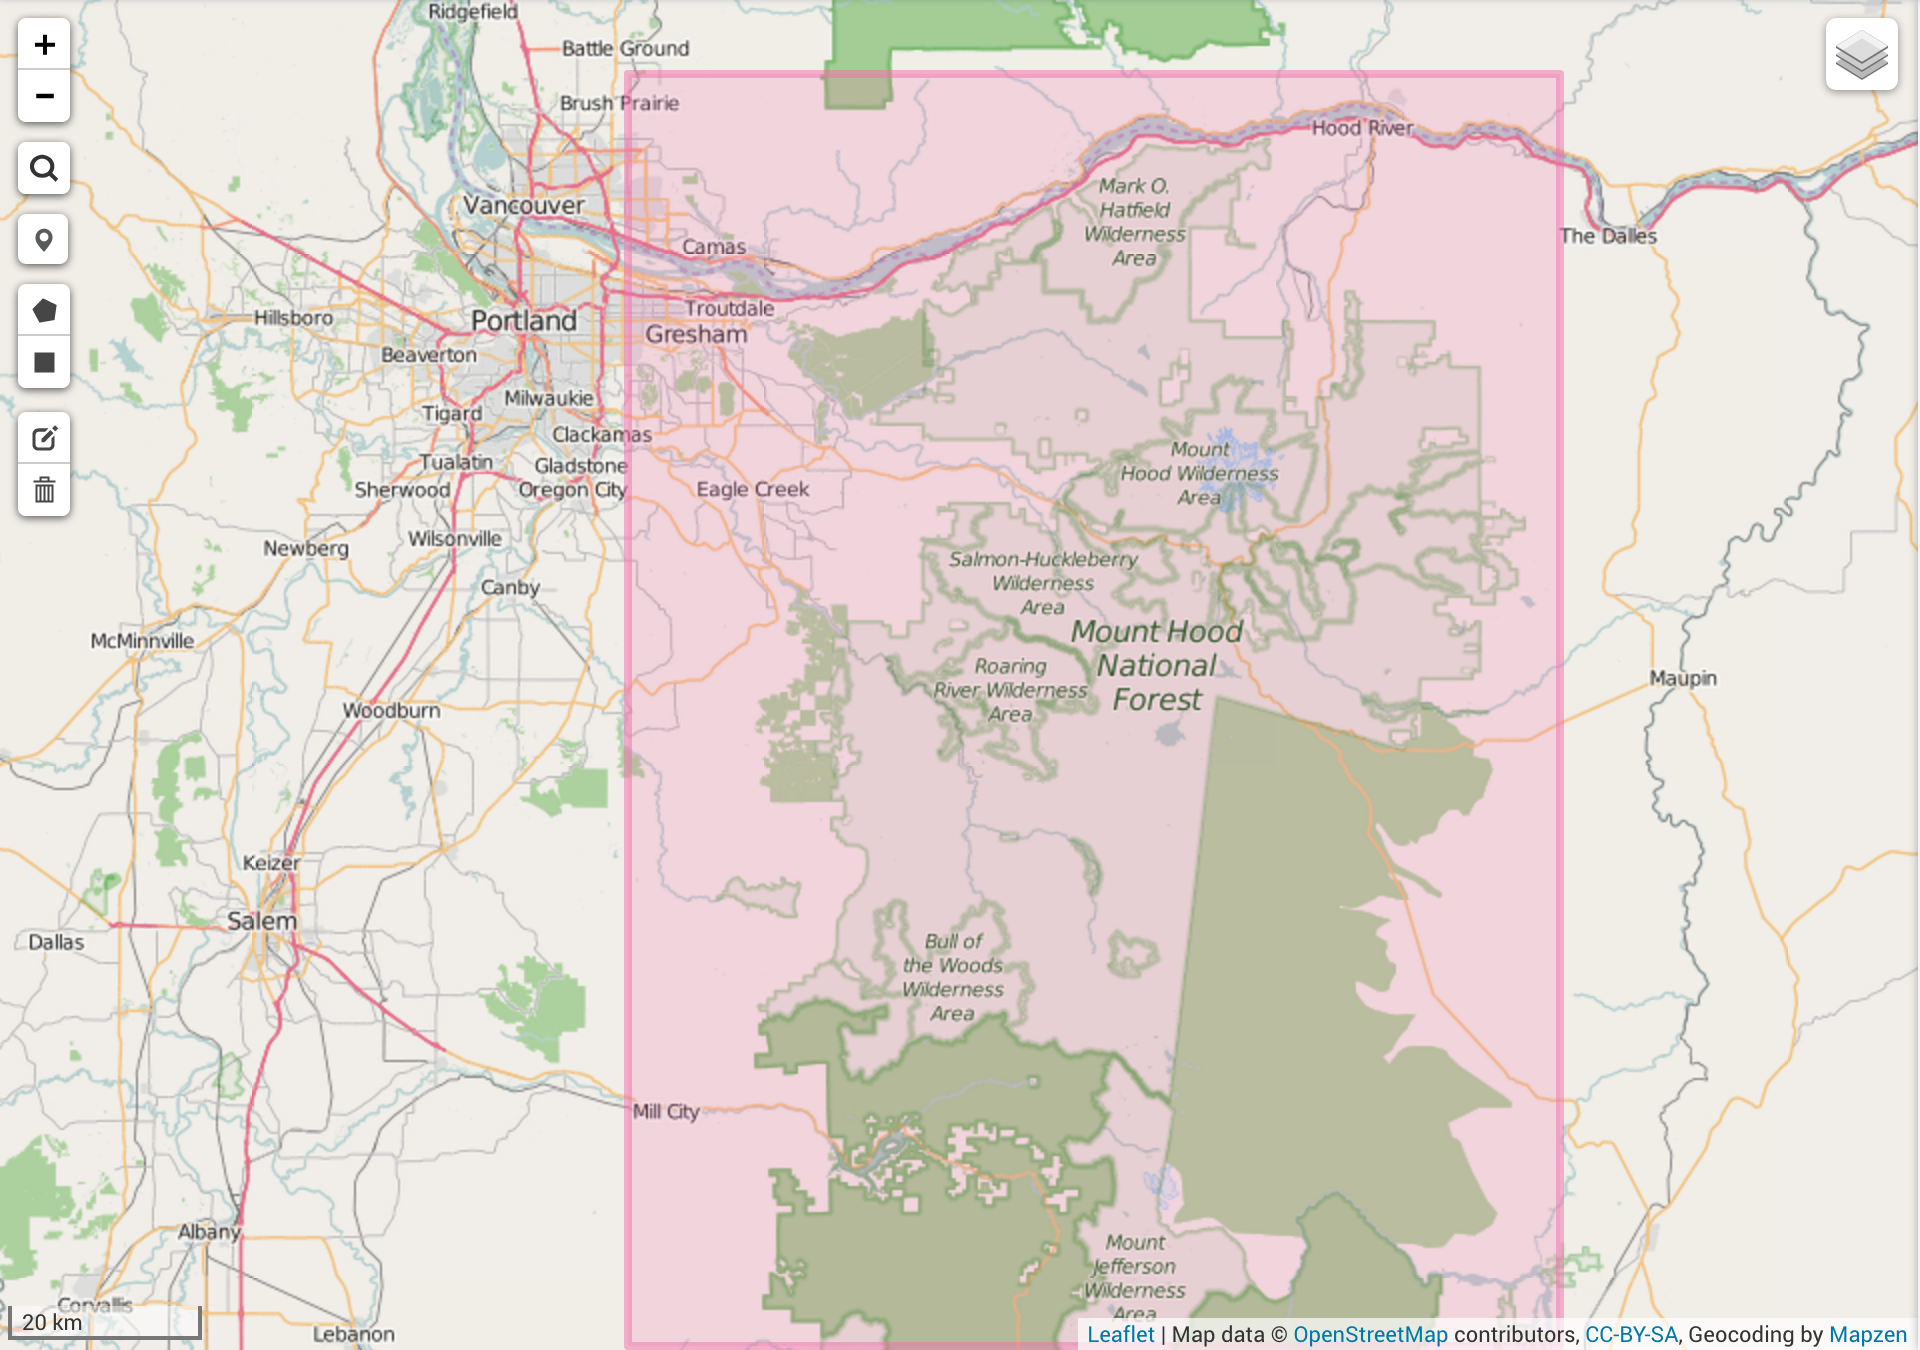 Ridgefield
Battle Ground
Brush Prairie
Hood River
Mark O.
Hatfield
Wilderness
Area
Vancouver
Camas
The Dalles
Troutdale
Hillsboro
Portland
Gresham
Beaverton
Milwaukie
Tigard
Clackamas
Mount
Hood Wilderness
Area
Tualatin
Gladstone
Sherwood
Oregon City
Eagle Creek
Wilsonville
Newberg
Salmon-Huckleberry
Wilderness
Area
Canby
McMinnville
Mount Hood
National
Forest
Roaring
River Wilderness
Area
Maupin
Woodburn
Keizer
Salem
Dallas
Bull of
the Woods
Wilderness
Area
Mill City
Albany
Mount
Jefferson
Wilderness
Area
Corvallis
20 km
Lebanon
Leaflet | Map data © OpenStreetMap contributors, CC-BY-SA, Geocoding by Mapzen